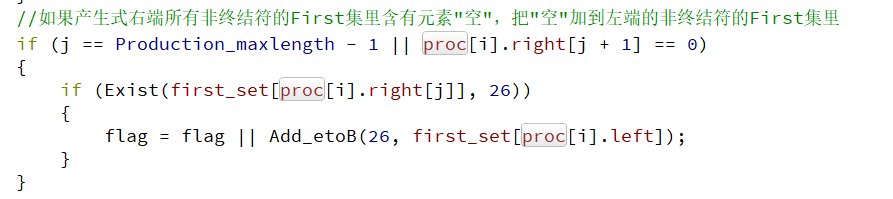 //如果产生式右端所有非终结符的First集里含有元素"空"，把"空"加到左端的非终结符的First集里
if (j == Production_maxlength - 1 || proc[i].right[j + 1] == 0)
{
    if (Exist(first_set[proc[i].right[j]], 26))
    {
        flag = flag || Add_etoB(26, first_set[proc[i].left]);
    }
}